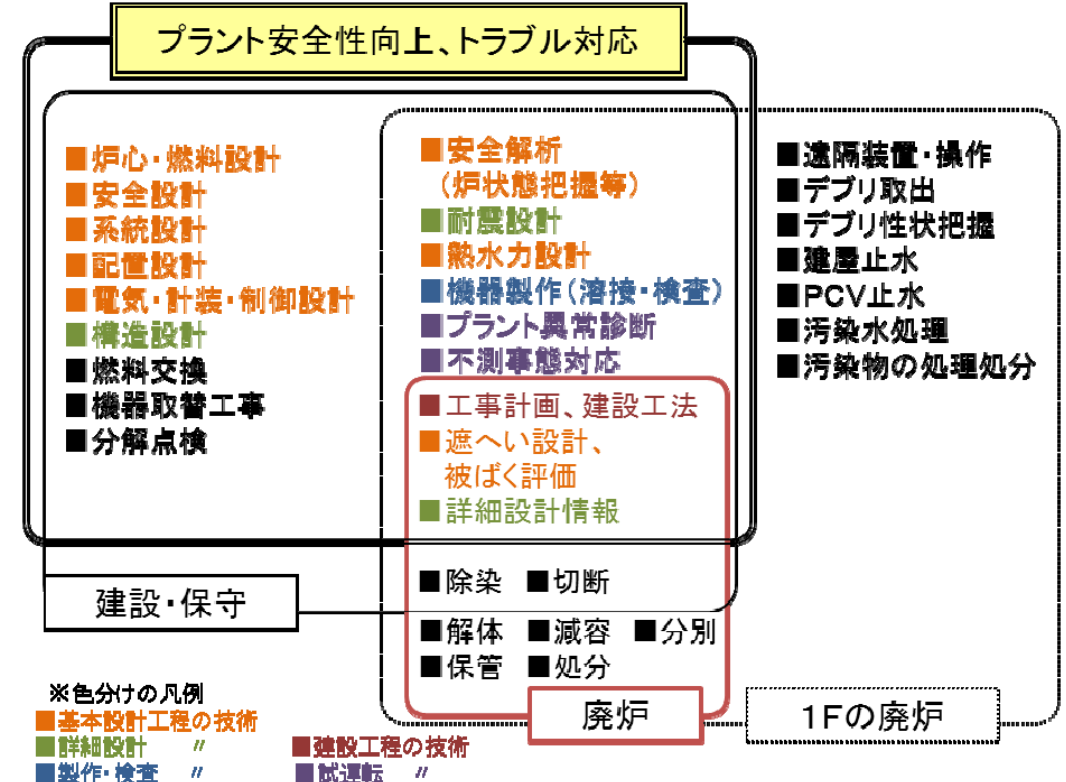 プラント安全性向上、トラブル対応
■炉心・燃料設計
■安全設計
■系統設計
■配置設計
■電気・計装・制御設計
■構造設計
■燃料交換
■機器取替工事
■分解点検
■安全解析
（炉状態把握等）
■耐震設計
■熱水力設計
■機器製作（溶接・検査）
■プラント異常診断
■不測事態対応
■工事計画、建設工法
■遮へい設計、
被ばく評価
■詳細設計情報
■除染 ■切断
■解体 ■減容 ■分別
■保管 ■処分
■遠隔装置・操作
■デブリ取出
■デブリ性状把握
■建屋止水
■PCV止水
■汚染水処理
■汚染物の処理処分
建設・保守
廃炉
1Fの廃炉
※色分けの凡例
■基本設計工程の技術
■詳細設計 〃
■製作・検査 〃
■建設工程の技術
■試運転 〃